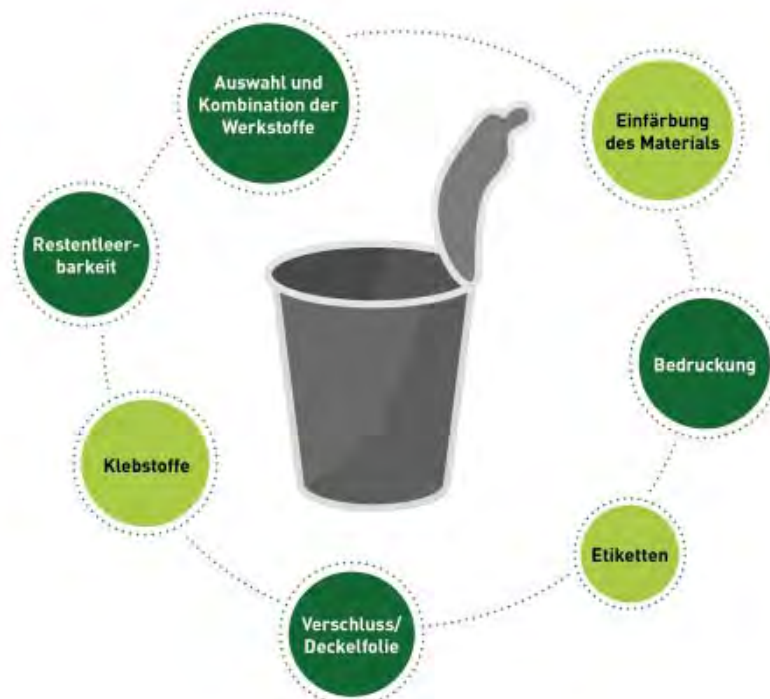 Auswahl und
Kombination der
Werkstoffe
Einfärbung
des Materials
Restentleer-
barkeit
Bedruckung
Klebstoffe
Etiketten
Verschluss/
Deckelfolie